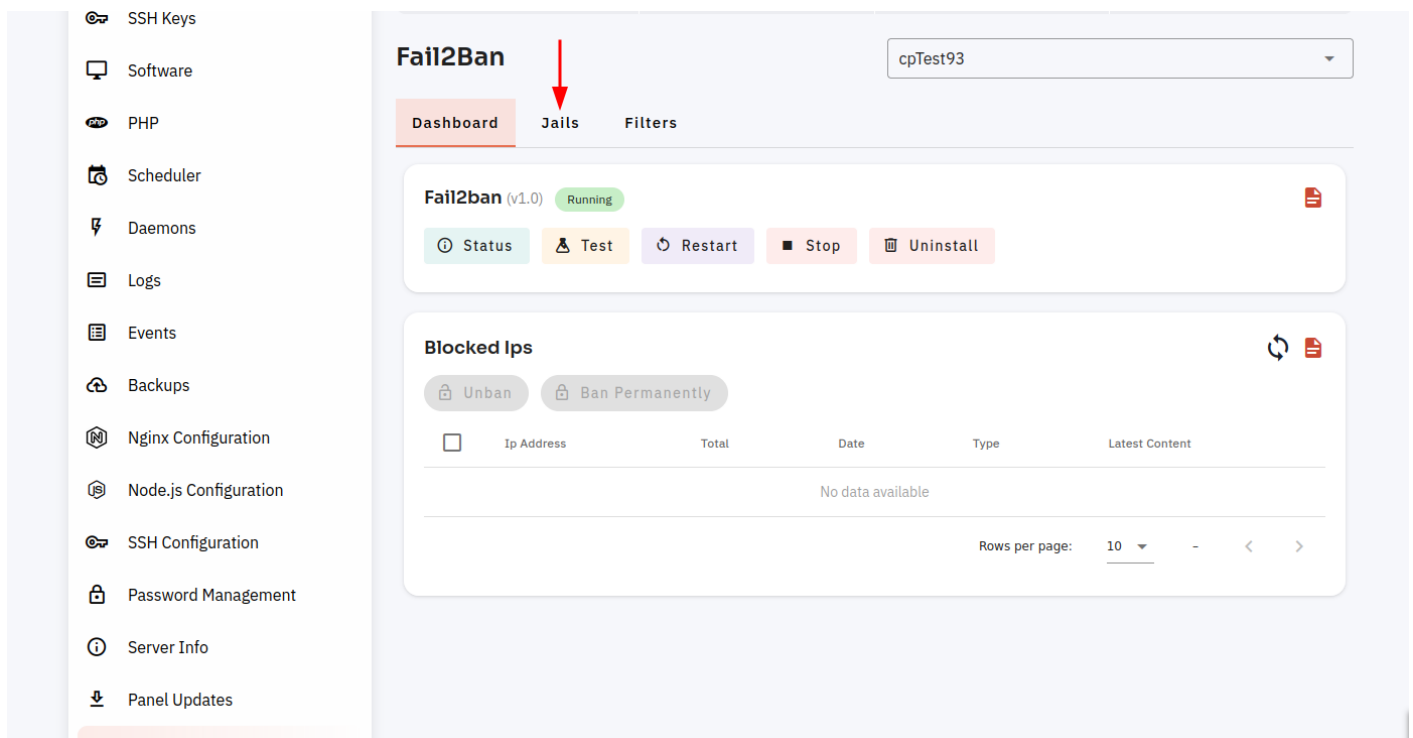 SSH Keys
Software
php PHP
Scheduler
Daemons
Logs
Events
Backups
N Nginx Configuration
JS Node.js Configuration
SSH Configuration
Password Management
Server Info
Panel Updates
Fail2Ban
cpTest93
Dashboard Jails Filters
Fail2ban (v1.0) Running
Status Test Restart Stop Uninstall
Blocked Ips
Unban Ban Permanently
Ip Address Total Date Type Latest Content
No data available
Rows per page: 10 –